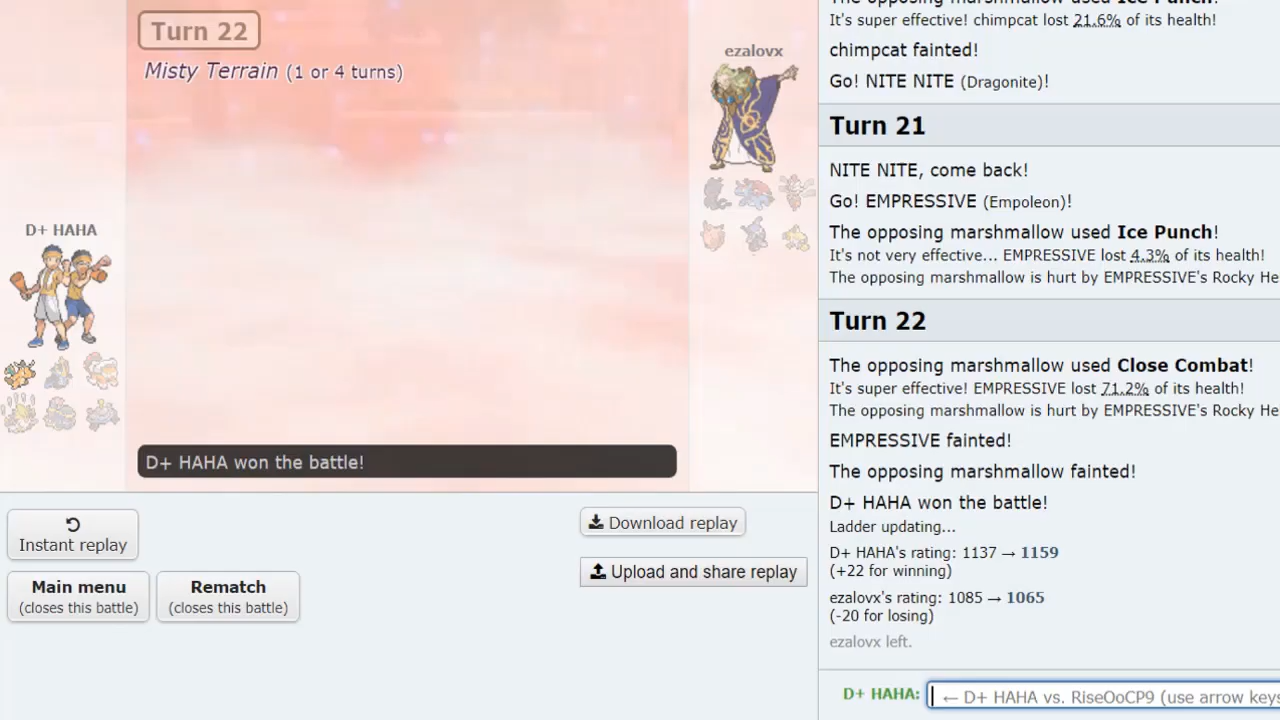 Turn 22
Misty Terrain (1 or 4 turns)
ezalovx
D+ HAHA
D+ HAHA won the battle!
Instant replay
Download replay
Upload and share replay
Main menu
(closes this battle)
Rematch
(closes this battle)
It's super effective! chimpcat lost 21.6% of its health!
chimpcat fainted!
Go! NITE NITE (Dragonite)!
Turn 21
NITE NITE, come back!
Go! EMPRESSIVE (Empoleon)!
The opposing marshmallow used Ice Punch!
It's not very effective... EMPRESSIVE lost 4.3% of its health!
The opposing marshmallow is hurt by EMPRESSIVE's Rocky He
Turn 22
The opposing marshmallow used Close Combat!
It's super effective! EMPRESSIVE lost 71.2% of its health!
The opposing marshmallow is hurt by EMPRESSIVE's Rocky He
EMPRESSIVE fainted!
The opposing marshmallow fainted!
D+ HAHA won the battle!
Ladder updating...
D+ HAHA's rating: 1137 → 1159
(+22 for winning)
ezalovx's rating: 1085 → 1065
(-20 for losing)
ezalovx left.
D+ HAHA: ← D+ HAHA vs. RiseOoCP9 (use arrow keys